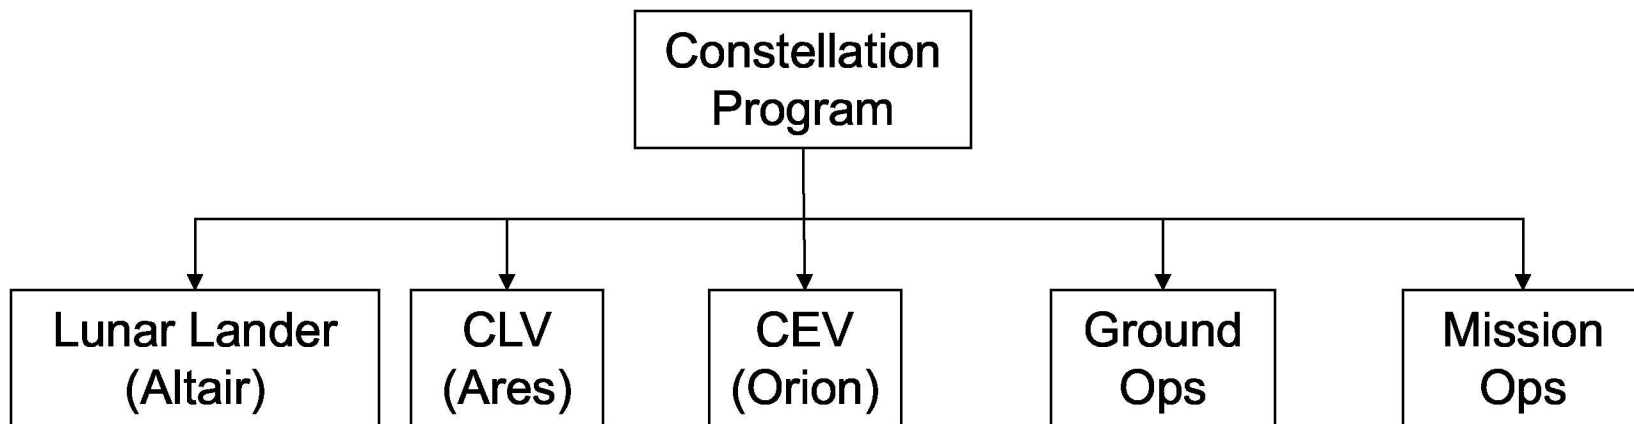 Constellation
Program
Lunar Lander
(Altair)
CLV
(Ares)
CEV
(Orion)
Ground
Ops
Mission
Ops